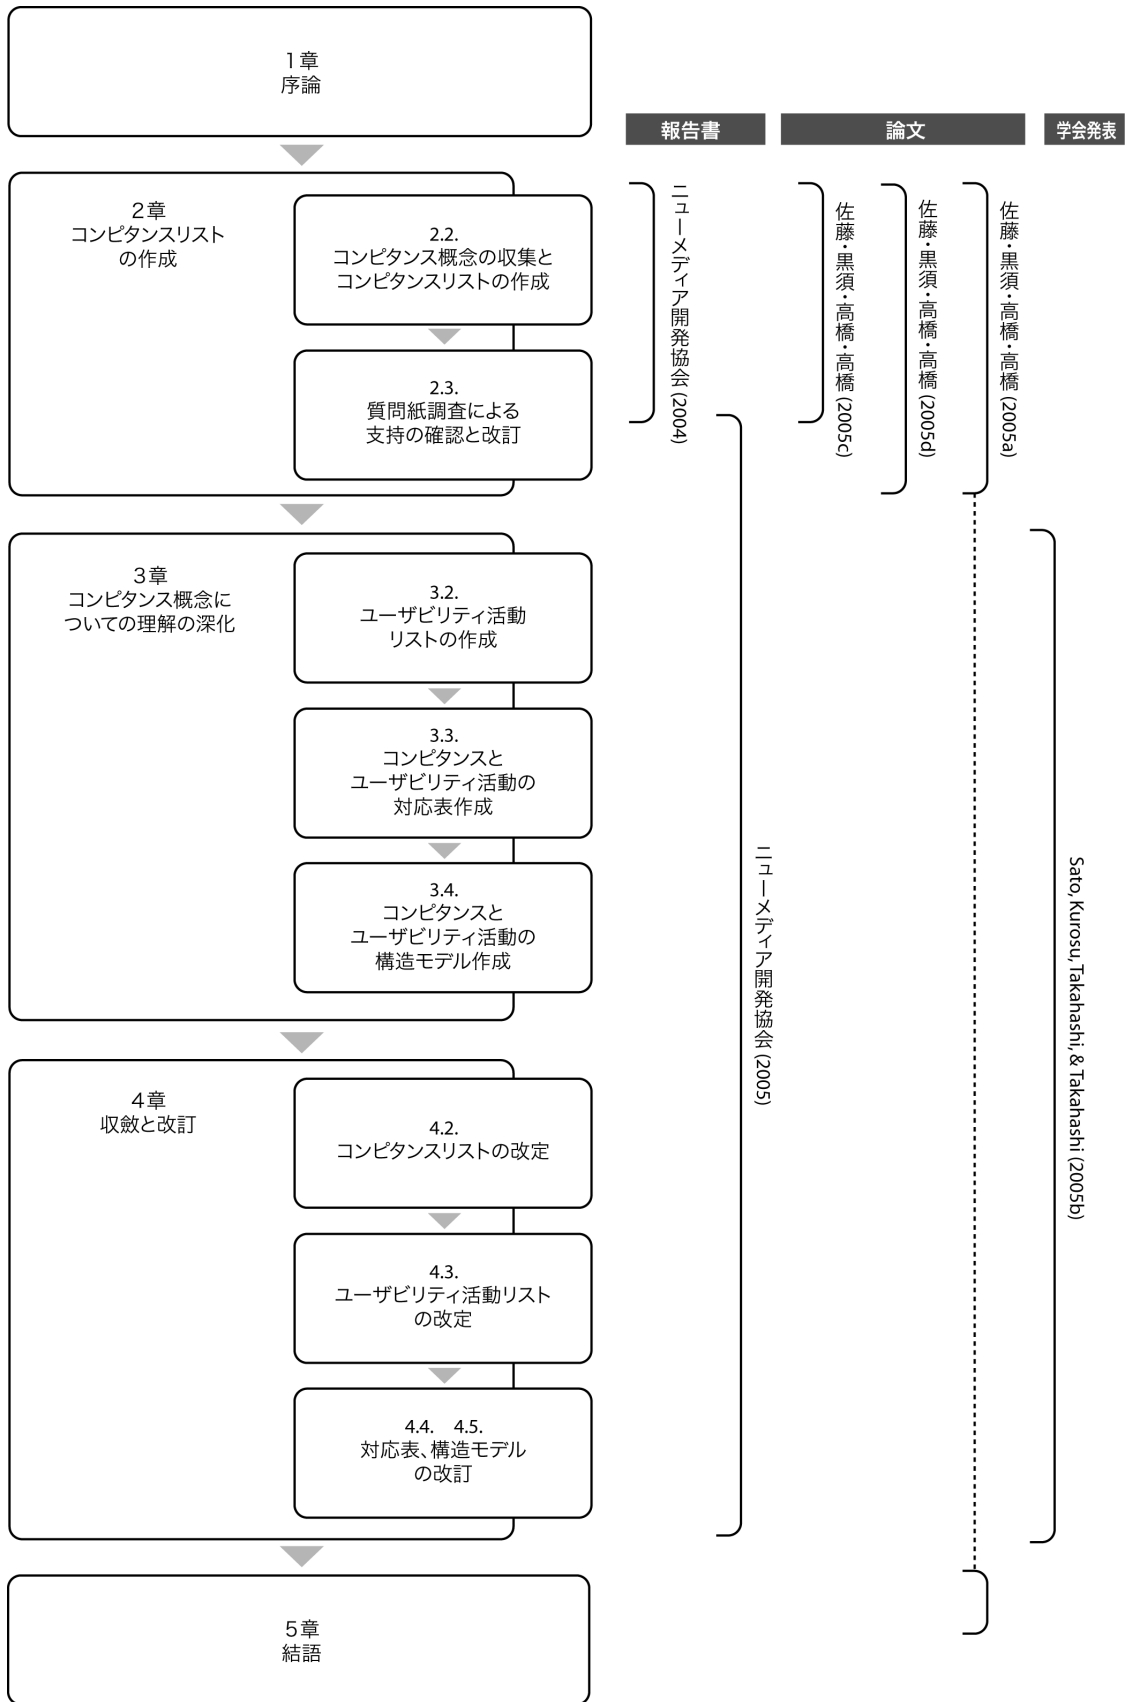 1章
序論
報告書
論文
学会発表
2章
コンピタンスリスト
の作成
2.2.
コンピタンス概念の収集と
コンピタンスリストの作成
2.3.
質問紙調査による
支持の確認と改訂
ニューメディア開発協会 (2004)
佐藤・黒須・高橋・高橋 (2005c)
佐藤・黒須・高橋・高橋 (2005d)
佐藤・黒須・高橋・高橋 (2005a)
3章
コンピタンス概念に
ついての理解の深化
3.2.
ユーザビリティ活動
リストの作成
3.3.
コンピタンスと
ユーザビリティ活動の
対応表作成
3.4.
コンピタンスと
ユーザビリティ活動の
構造モデル作成
ニューメディア開発協会 (2005)
Sato, Kurosu, Takahashi, & Takahashi (2005b)
4章
収斂と改訂
4.2.
コンピタンスリストの改定
4.3.
ユーザビリティ活動リスト
の改定
4.4. 4.5.
対応表、構造モデル
の改訂
5章
結語